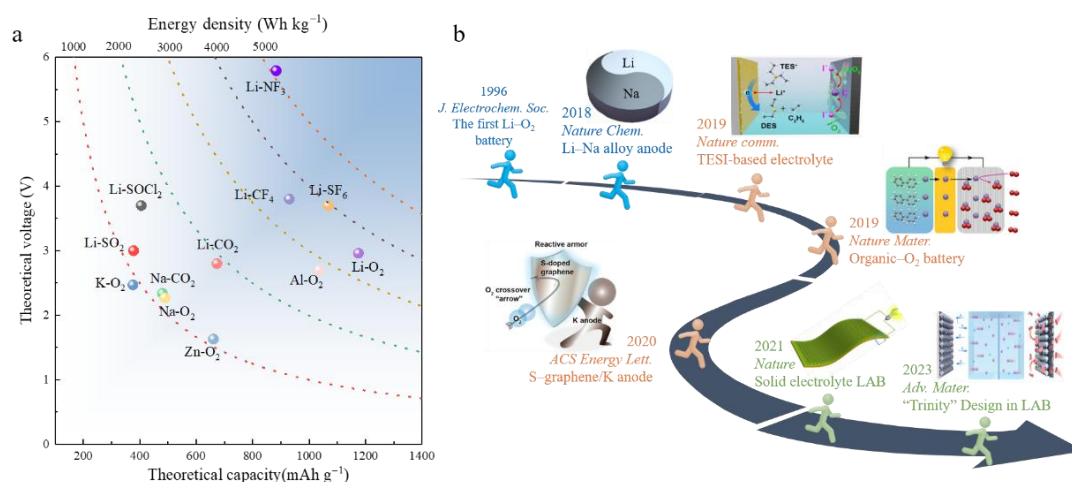 a
Energy density (Wh kg⁻¹)
1000 2000 3000 4000 5000
6
5
4
3
2
1
0
Theoretical voltage (V)
Li-NF₃
Li-SOCl₂
Li-CF₄
Li-SF₆
Li-SO₂
Li-CO₂
Li-O₂
K-O₂
Na-CO₂
Al-O₂
Na-O₂
Zn-O₂
200 400 600 800 1000 1200 1400
Theoretical capacity(mAh g⁻¹)
b
1996
J. Electrochem. Soc.
The first Li–O₂
battery
Li
Na
2018
Nature Chem.
Li–Na alloy anode
TES⁺
e⁻
Li⁺
DES
C₂H₆
2019
Nature comm.
TESI-based electrolyte
2019
Nature Mater.
Organic–O₂ battery
Reactive armor
S-doped
graphene
O₂ crossover
"arrow"
O₂
K anode
2020
ACS Energy Lett.
S–graphene/K anode
2021
Nature
Solid electrolyte LAB
2023
Adv. Mater.
“Trinity” Design in LAB